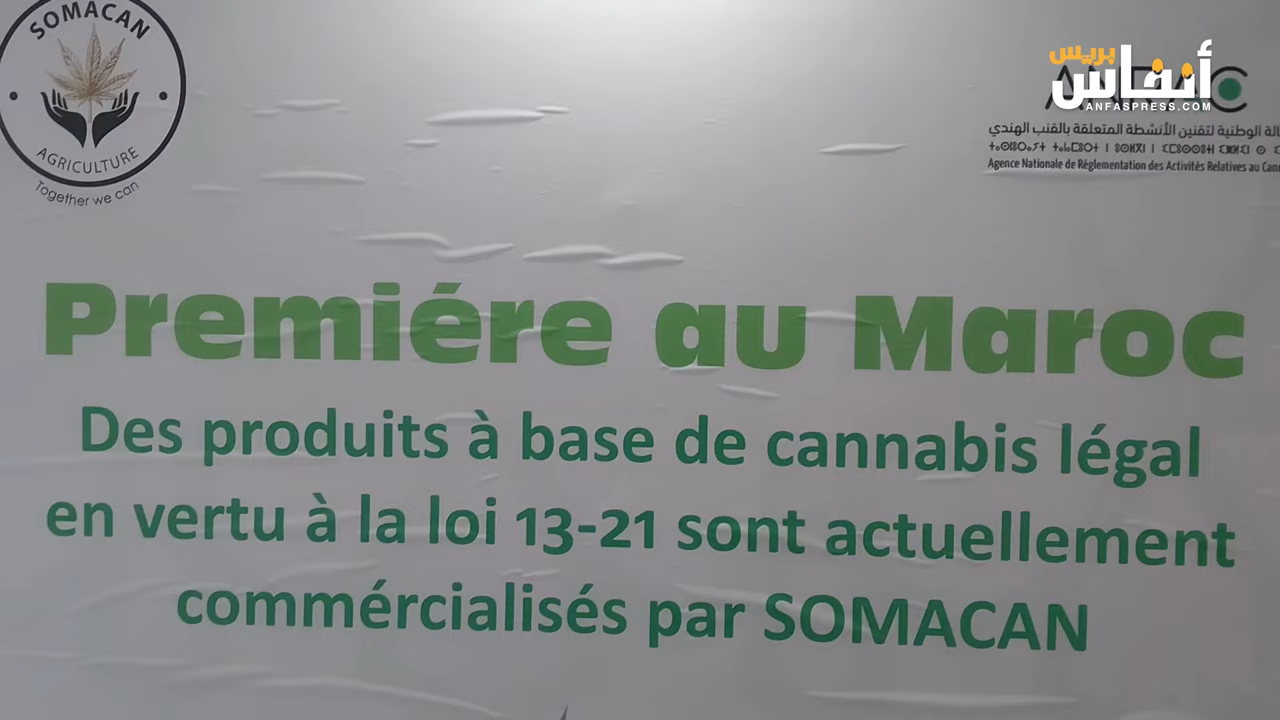 SOMACAN
AGRICULTURE
Together we can
أنفاس بريس
ANFASPRESS.COM
الة الوطنية لتقنين الأنشطة المتعلقة بالقنب الهندي
Agence Nationale de Réglementation des Activités Relatives au Can
Premiére au Maroc
Des produits à base de cannabis légal
en vertu à la loi 13-21 sont actuellement
commércialisés par SOMACAN